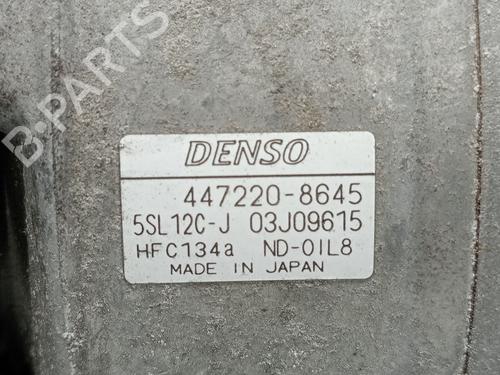 B-PARTS
DENSO
447220-8645
5SL12C-J 03J09615
HFC134a ND-OIL8
MADE IN JAPAN